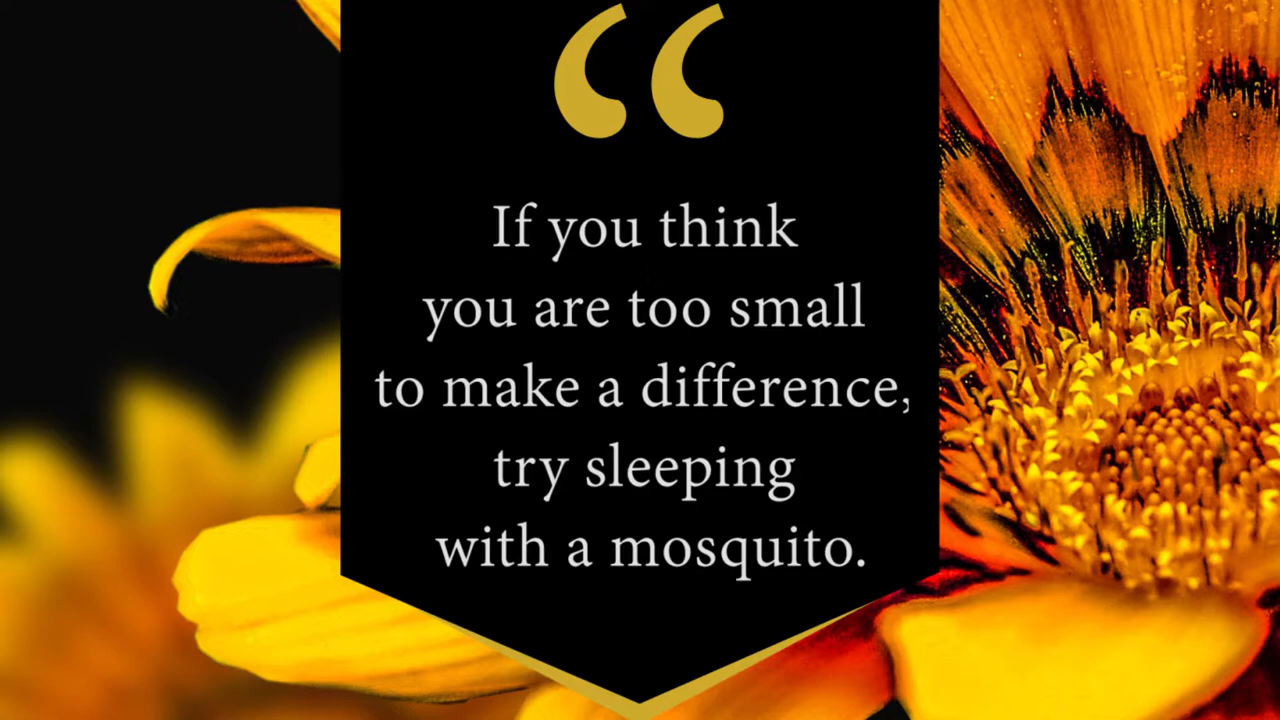 “
If you think
you are too small
to make a difference,
try sleeping
with a mosquito.